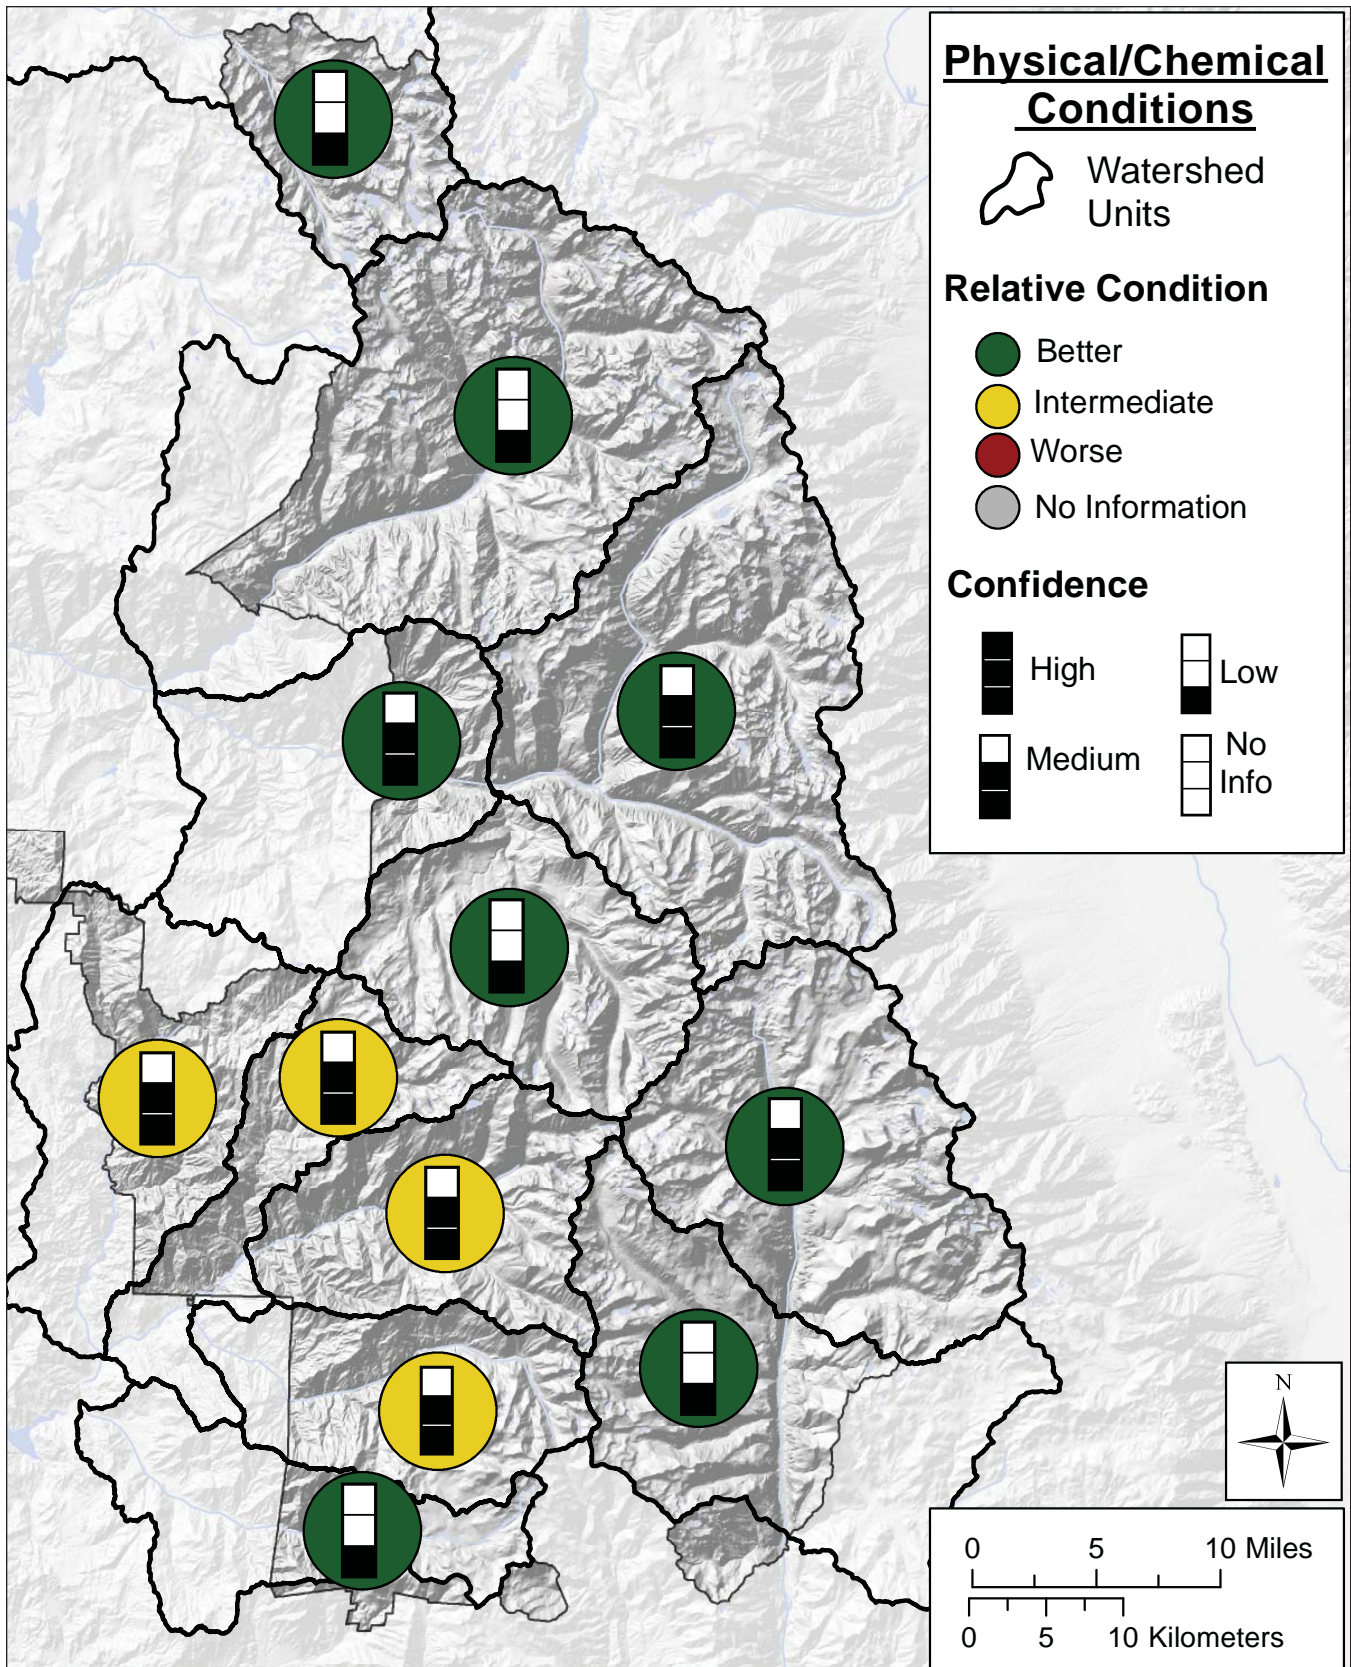 Physical/Chemical
Conditions
Watershed
Units
Relative Condition
Better
Intermediate
Worse
No Information
Confidence
High
Low
Medium
No
Info
N
0 5 10 Miles
0 5 10 Kilometers